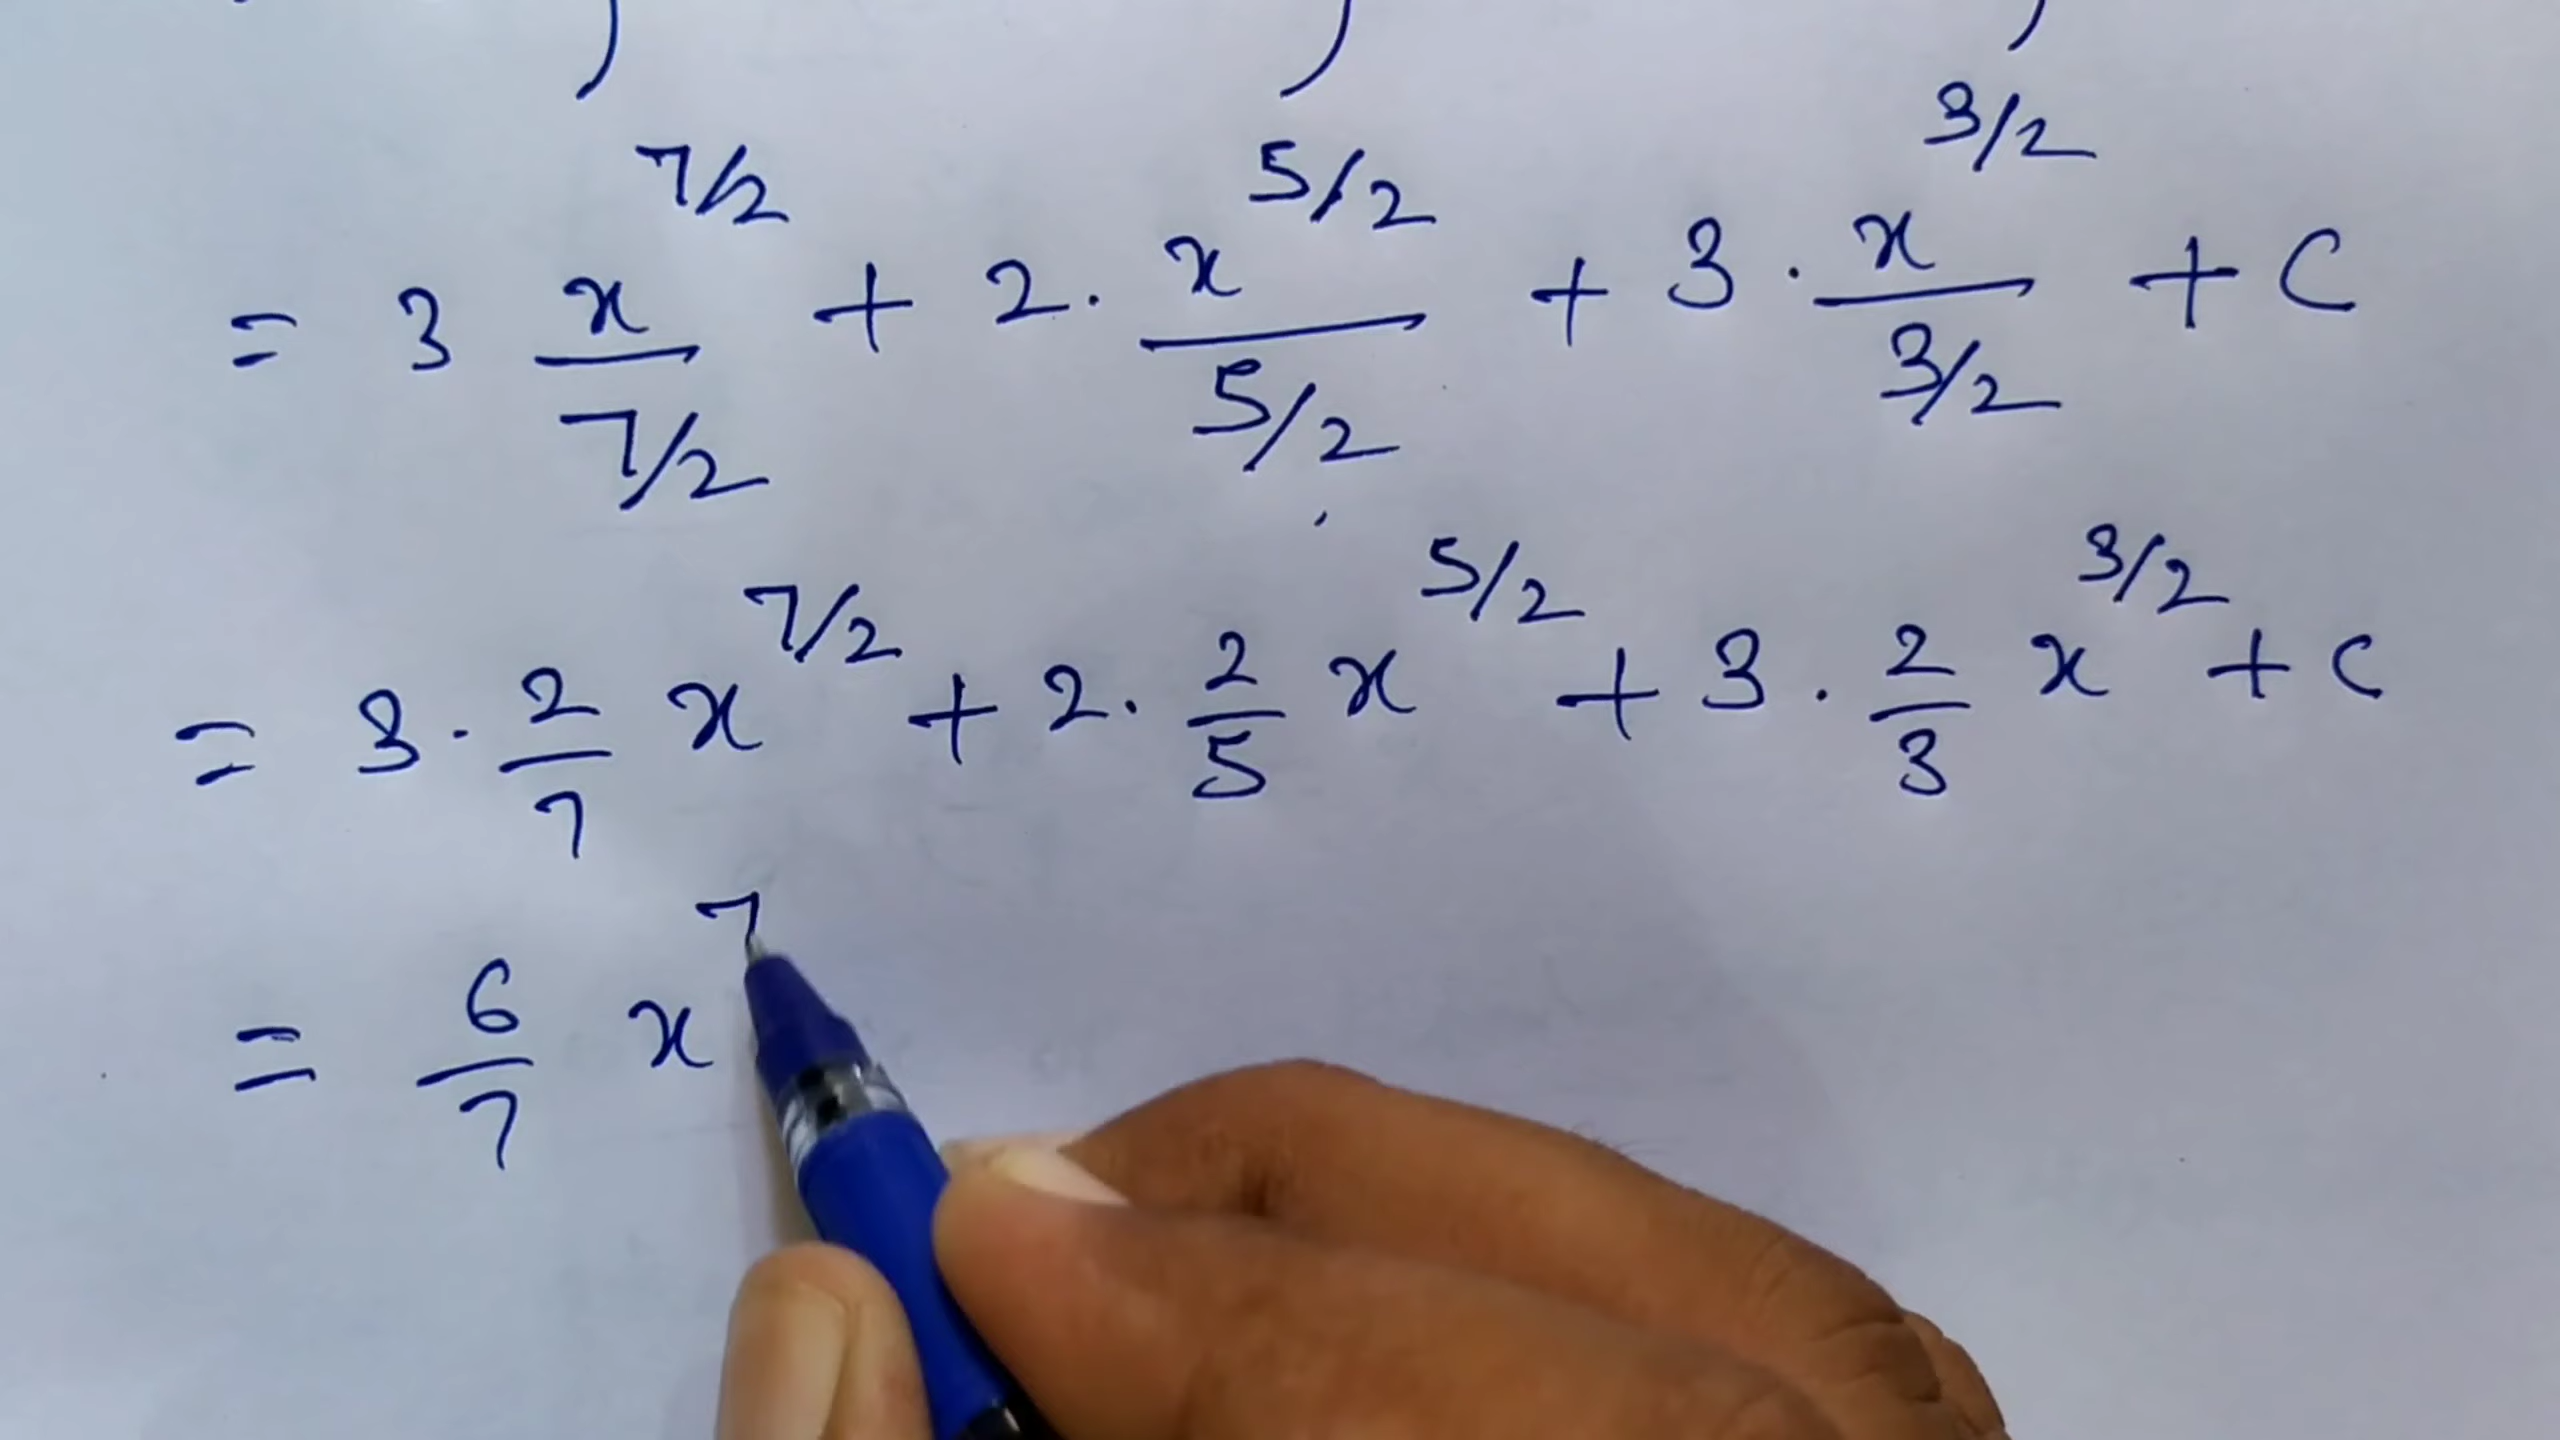 = 3 x^7/2 / 7/2 + 2 · x^5/2 / 5/2 + 3 · x^3/2 / 3/2 + C
= 3 · 2/7 x^7/2 + 2 · 2/5 x^5/2 + 3 · 2/3 x^3/2 + C
= 6/7 x^7